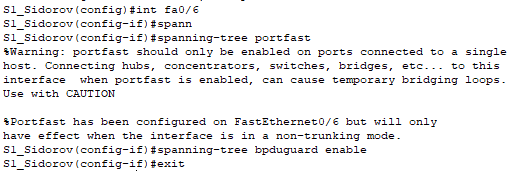 S1_Sidorov(config)#int fa0/6
S1_Sidorov(config-if)#spann
S1_Sidorov(config-if)#spanning-tree portfast
%Warning: portfast should only be enabled on ports connected to a single
host. Connecting hubs, concentrators, switches, bridges, etc... to this
interface  when portfast is enabled, can cause temporary bridging loops.
Use with CAUTION

%Portfast has been configured on FastEthernet0/6 but will only
have effect when the interface is in a non-trunking mode.
S1_Sidorov(config-if)#spanning-tree bpduguard enable
S1_Sidorov(config-if)#exit